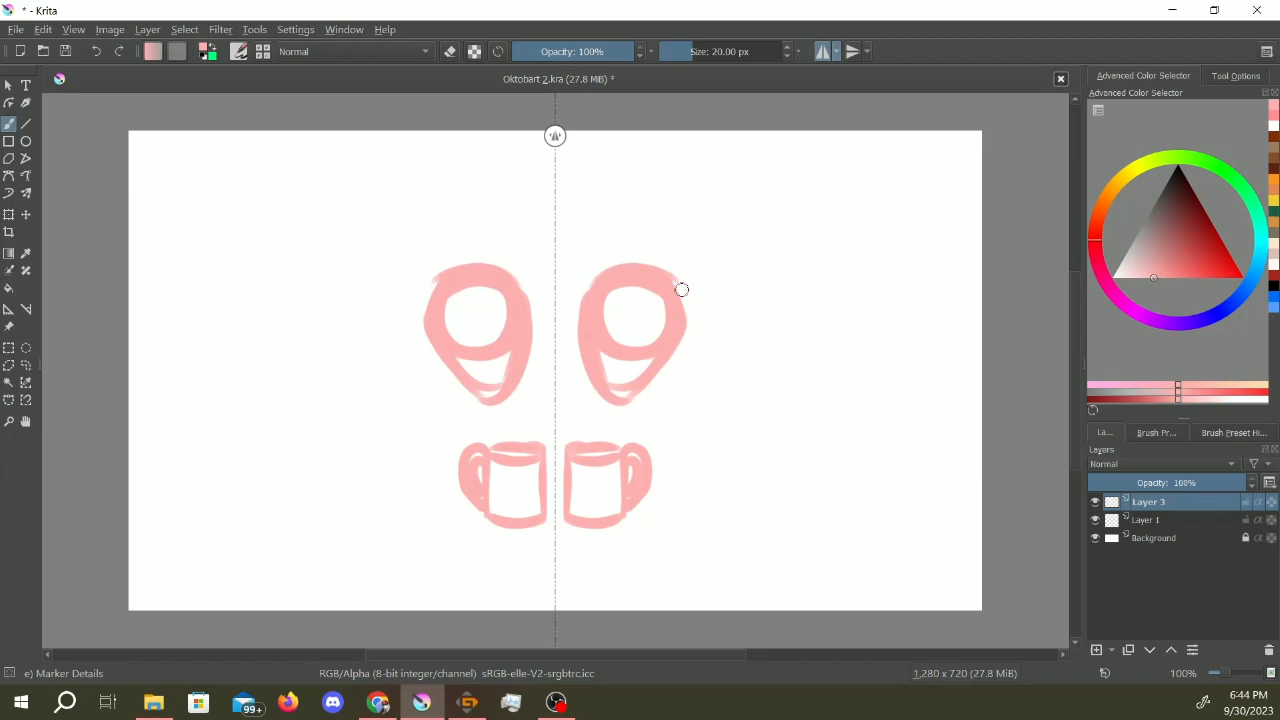 * - Krita
File Edit View Image Layer Select Filter Tools Settings Window Help
Normal Opacity: 100% Size: 20.00 px
Oktobart 2.kra (27.8 MiB) *
Advanced Color Selector Tool Options
Advanced Color Selector
La... Brush Pr... Brush Preset Hi...
Layers
Normal
Opacity: 100%
Layer 3
Layer 1
Background
e) Marker Details RGB/Alpha (8-bit integer/channel) sRGB-elle-V2-srgbtrc.icc 1,280 x 720 (27.8 MiB) 100%
99+
6:44 PM
9/30/2023